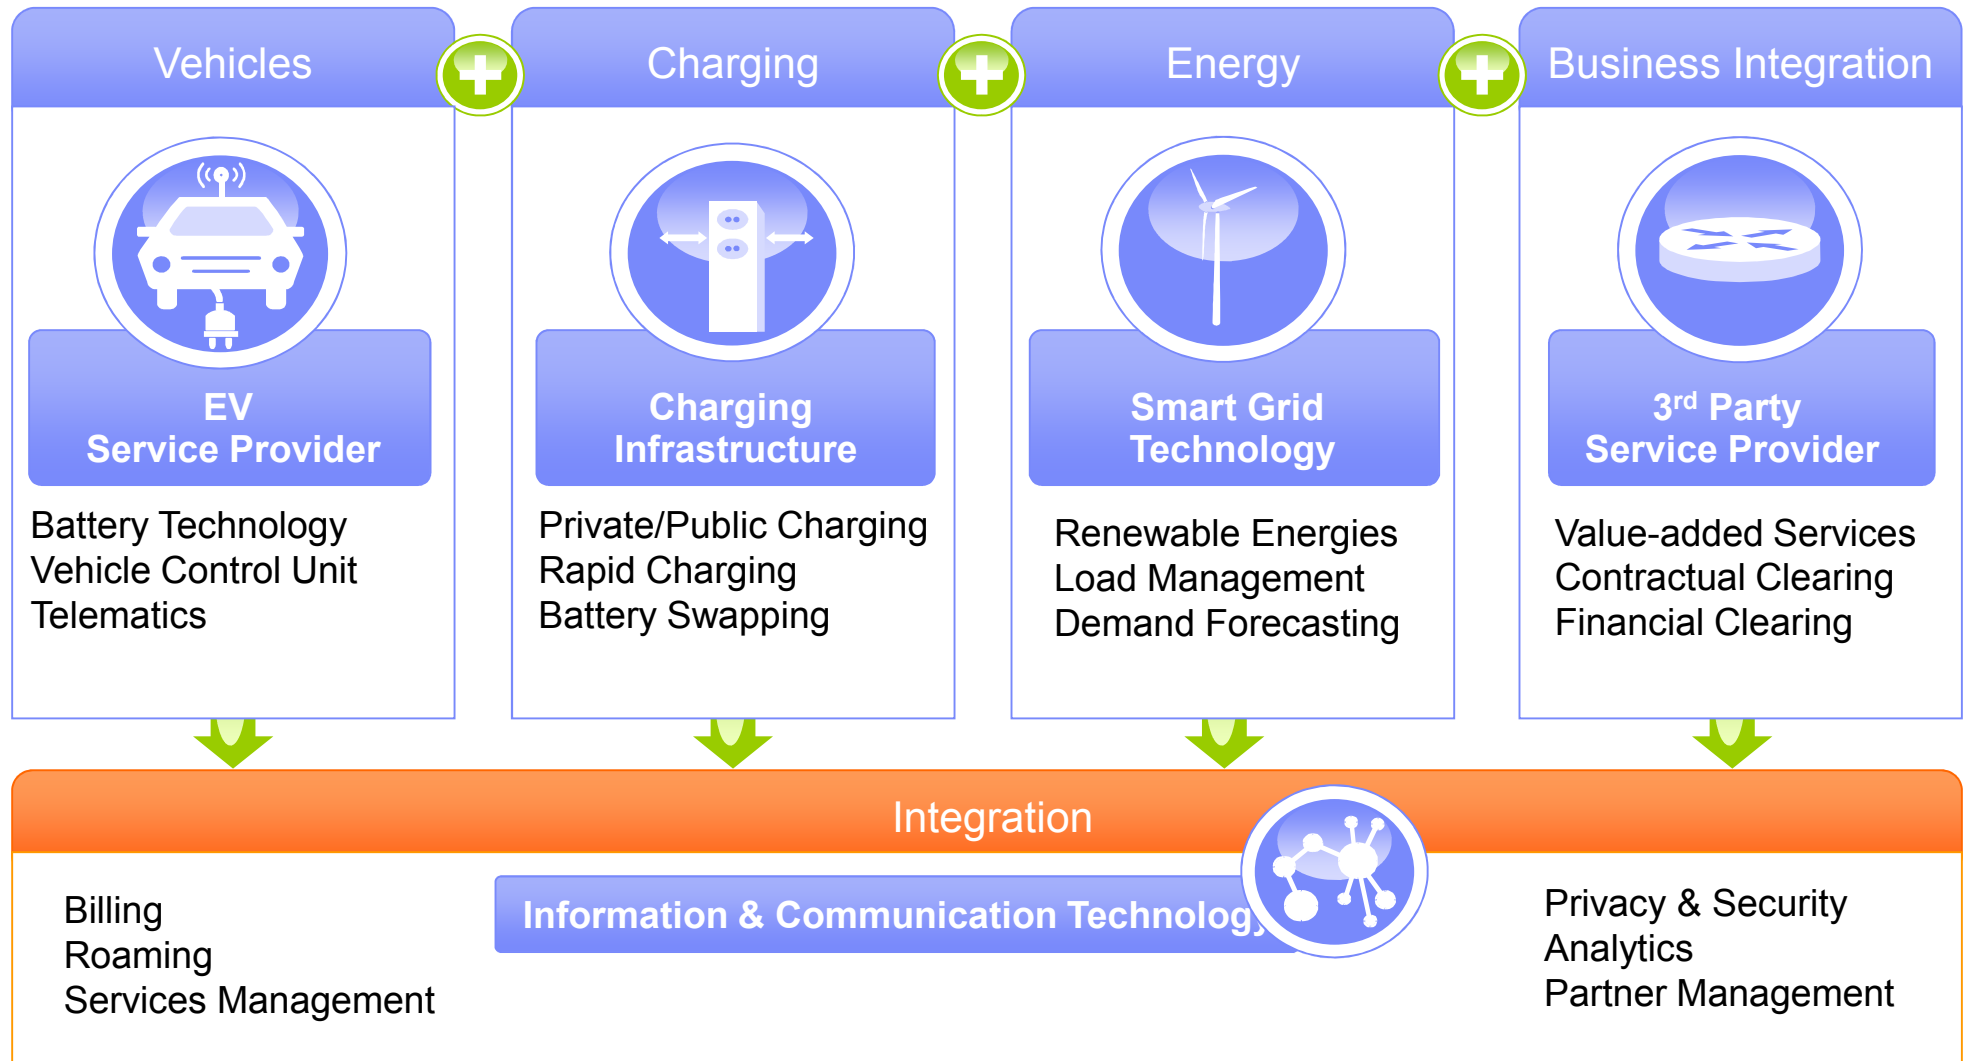 Vehicles
Charging
Energy
Business Integration
EV
Service Provider
Battery Technology
Vehicle Control Unit
Telematics
Charging
Infrastructure
Private/Public Charging
Rapid Charging
Battery Swapping
Smart Grid
Technology
Renewable Energies
Load Management
Demand Forecasting
3rd Party
Service Provider
Value-added Services
Contractual Clearing
Financial Clearing
Integration
Billing
Roaming
Services Management
Information & Communication Technology
Privacy & Security
Analytics
Partner Management